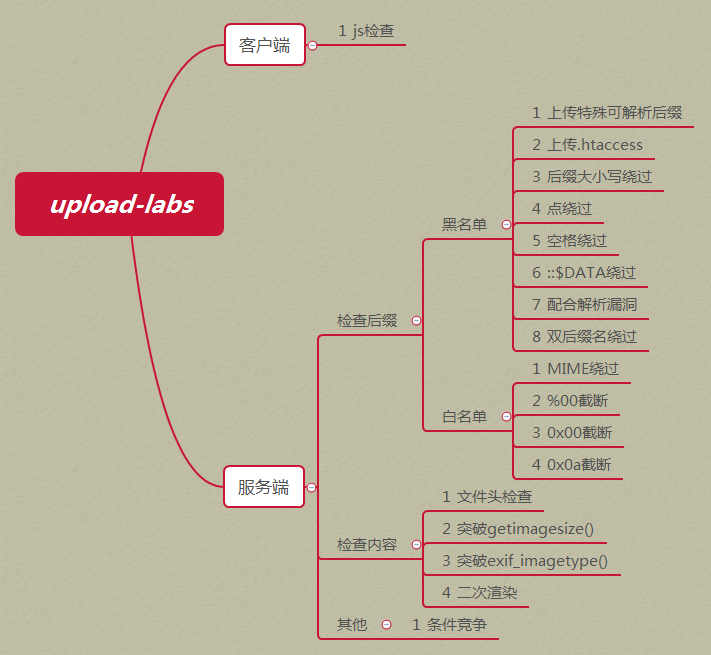 客户端
1 js检查
upload-labs
服务端
检查后缀
黑名单
1 上传特殊可解析后缀
2 上传.htaccess
3 后缀大小写绕过
4 点绕过
5 空格绕过
6 ::$DATA绕过
7 配合解析漏洞
8 双后缀名绕过
白名单
1 MIME绕过
2 %00截断
3 0x00截断
4 0x0a截断
检查内容
1 文件头检查
2 突破getimagesize()
3 突破exif_imagetype()
4 二次渲染
其他
1 条件竞争